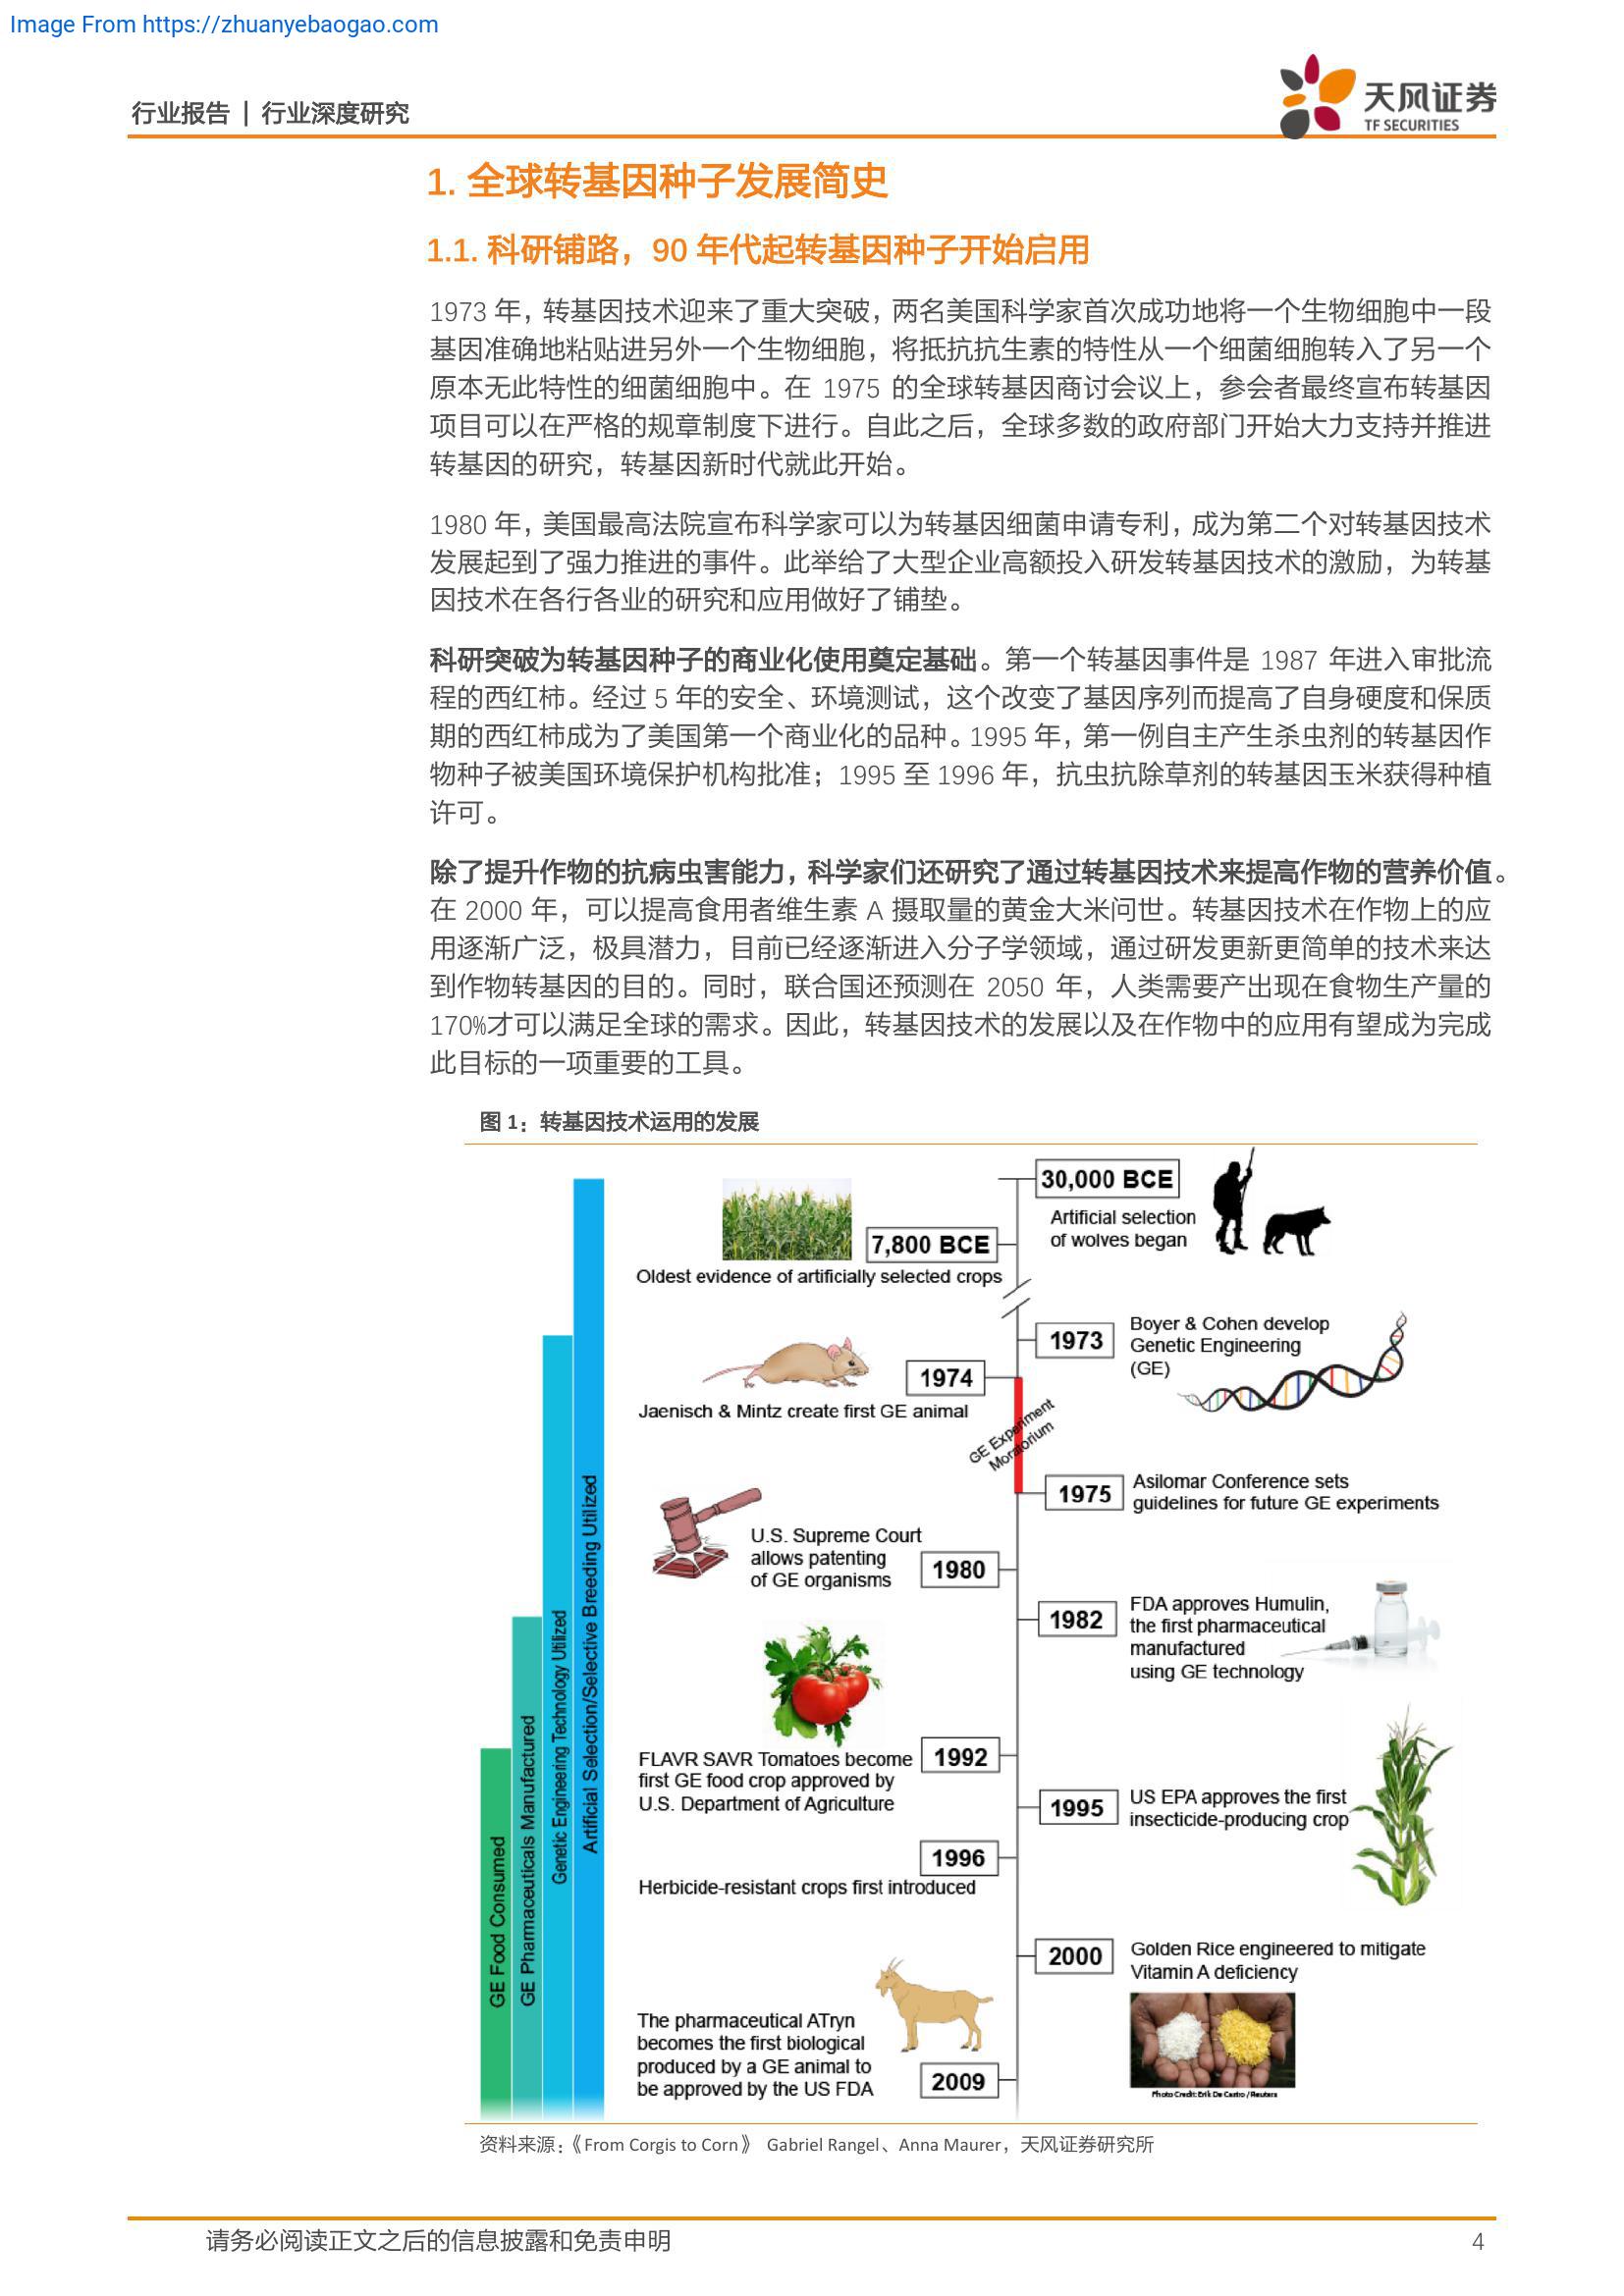 Image From https://zhuanyebaogao.com
行业报告 | 行业深度研究
天风证券
TF SECURITIES
1. 全球转基因种子发展简史
1.1. 科研铺路，90 年代起转基因种子开始启用
1973 年，转基因技术迎来了重大突破，两名美国科学家首次成功地将一个生物细胞中一段
基因准确地粘贴进另外一个生物细胞，将抵抗抗生素的特性从一个细菌细胞转入了另一个
原本无此特性的细菌细胞中。在 1975 的全球转基因商讨会议上，参会者最终宣布转基因
项目可以在严格的规章制度下进行。自此之后，全球多数的政府部门开始大力支持并推进
转基因的研究，转基因新时代就此开始。
1980 年，美国最高法院宣布科学家可以为转基因细菌申请专利，成为第二个对转基因技术
发展起到了强力推进的事件。此举给了大型企业高额投入研发转基因技术的激励，为转基
因技术在各行各业的研究和应用做好了铺垫。
科研突破为转基因种子的商业化使用奠定基础。第一个转基因事件是 1987 年进入审批流
程的西红柿。经过 5 年的安全、环境测试，这个改变了基因序列而提高了自身硬度和保质
期的西红柿成为了美国第一个商业化的品种。1995 年，第一例自主产生杀虫剂的转基因作
物种子被美国环境保护机构批准；1995 至 1996 年，抗虫抗除草剂的转基因玉米获得种植
许可。
除了提升作物的抗病虫害能力，科学家们还研究了通过转基因技术来提高作物的营养价值。
在 2000 年，可以提高食用者维生素 A 摄取量的黄金大米问世。转基因技术在作物上的应
用逐渐广泛，极具潜力，目前已经逐渐进入分子学领域，通过研发更新更简单的技术来达
到作物转基因的目的。同时，联合国还预测在 2050 年，人类需要产出现在食物生产量的
170%才可以满足全球的需求。因此，转基因技术的发展以及在作物中的应用有望成为完成
此目标的一项重要的工具。
图 1：转基因技术运用的发展
30,000 BCE
Artificial selection
of wolves began
7,800 BCE
Oldest evidence of artificially selected crops
1973
Boyer & Cohen develop
Genetic Engineering
(GE)
1974
Jaenisch & Mintz create first GE animal
GE Experiment
Moratorium
1975
Asilomar Conference sets
guidelines for future GE experiments
U.S. Supreme Court
allows patenting
of GE organisms
1980
1982
FDA approves Humulin,
the first pharmaceutical
manufactured
using GE technology
FLAVR SAVR Tomatoes become
first GE food crop approved by
U.S. Department of Agriculture
1992
1995
US EPA approves the first
insecticide-producing crop
1996
Herbicide-resistant crops first introduced
2000
Golden Rice engineered to mitigate
Vitamin A deficiency
Photo Credit: Erik De Castro / Reuters
The pharmaceutical ATryn
becomes the first biological
produced by a GE animal to
be approved by the US FDA
2009
GE Food Consumed
GE Pharmaceuticals Manufactured
Genetic Engineering Technology Utilized
Artificial Selection/Selective Breeding Utilized
资料来源：《From Corgis to Corn》 Gabriel Rangel、Anna Maurer，天风证券研究所
请务必阅读正文之后的信息披露和免责申明
4